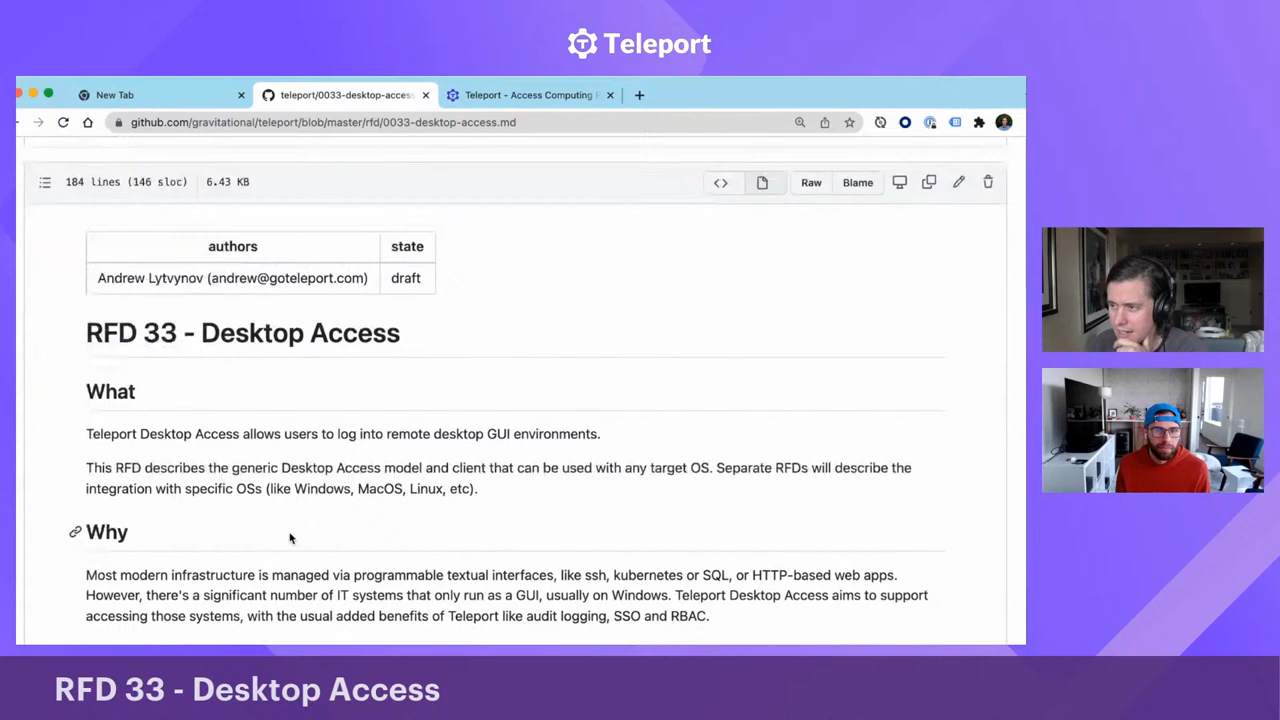 Teleport
New Tab
teleport/0033-desktop-acces
Teleport - Access Computing
github.com/gravitational/teleport/blob/master/rfd/0033-desktop-access.md
184 lines (146 sloc) 6.43 KB
Raw Blame
authors state
Andrew Lytvynov (andrew@goteleport.com) draft
RFD 33 - Desktop Access
What
Teleport Desktop Access allows users to log into remote desktop GUI environments.
This RFD describes the generic Desktop Access model and client that can be used with any target OS. Separate RFDs will describe the
integration with specific OSs (like Windows, MacOS, Linux, etc).
Why
Most modern infrastructure is managed via programmable textual interfaces, like ssh, kubernetes or SQL, or HTTP-based web apps.
However, there's a significant number of IT systems that only run as a GUI, usually on Windows. Teleport Desktop Access aims to support
accessing those systems, with the usual added benefits of Teleport like audit logging, SSO and RBAC.
RFD 33 - Desktop Access